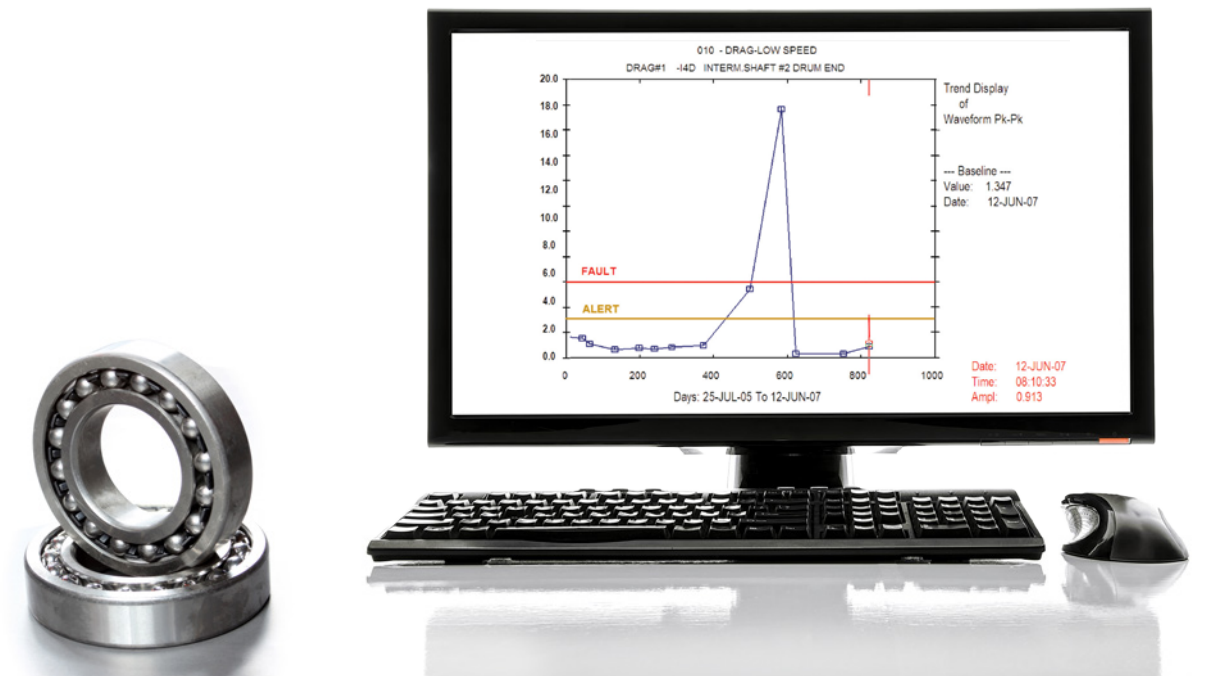 010 - DRAG-LOW SPEED
DRAG#1 -I4D INTERM.SHAFT #2 DRUM END
20.0
18.0
16.0
14.0
12.0
10.0
8.0
6.0
4.0
2.0
0.0
FAULT
ALERT
0 200 400 600 800 1000
Days: 25-JUL-05 To 12-JUN-07
Trend Display
of
Waveform Pk-Pk
--- Baseline ---
Value: 1.347
Date: 12-JUN-07
Date: 12-JUN-07
Time: 08:10:33
Ampl: 0.913